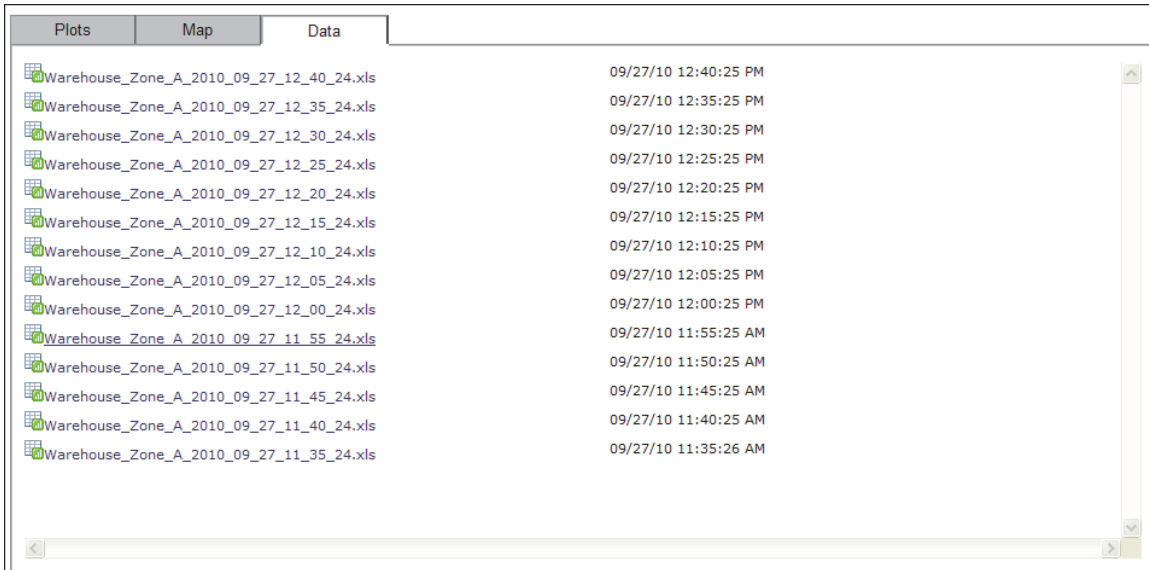 Plots Map Data
Warehouse_Zone_A_2010_09_27_12_40_24.xls 09/27/10 12:40:25 PM
Warehouse_Zone_A_2010_09_27_12_35_24.xls 09/27/10 12:35:25 PM
Warehouse_Zone_A_2010_09_27_12_30_24.xls 09/27/10 12:30:25 PM
Warehouse_Zone_A_2010_09_27_12_25_24.xls 09/27/10 12:25:25 PM
Warehouse_Zone_A_2010_09_27_12_20_24.xls 09/27/10 12:20:25 PM
Warehouse_Zone_A_2010_09_27_12_15_24.xls 09/27/10 12:15:25 PM
Warehouse_Zone_A_2010_09_27_12_10_24.xls 09/27/10 12:10:25 PM
Warehouse_Zone_A_2010_09_27_12_05_24.xls 09/27/10 12:05:25 PM
Warehouse_Zone_A_2010_09_27_12_00_24.xls 09/27/10 12:00:25 PM
Warehouse_Zone_A_2010_09_27_11_55_24.xls 09/27/10 11:55:25 AM
Warehouse_Zone_A_2010_09_27_11_50_24.xls 09/27/10 11:50:25 AM
Warehouse_Zone_A_2010_09_27_11_45_24.xls 09/27/10 11:45:25 AM
Warehouse_Zone_A_2010_09_27_11_40_24.xls 09/27/10 11:40:25 AM
Warehouse_Zone_A_2010_09_27_11_35_24.xls 09/27/10 11:35:26 AM